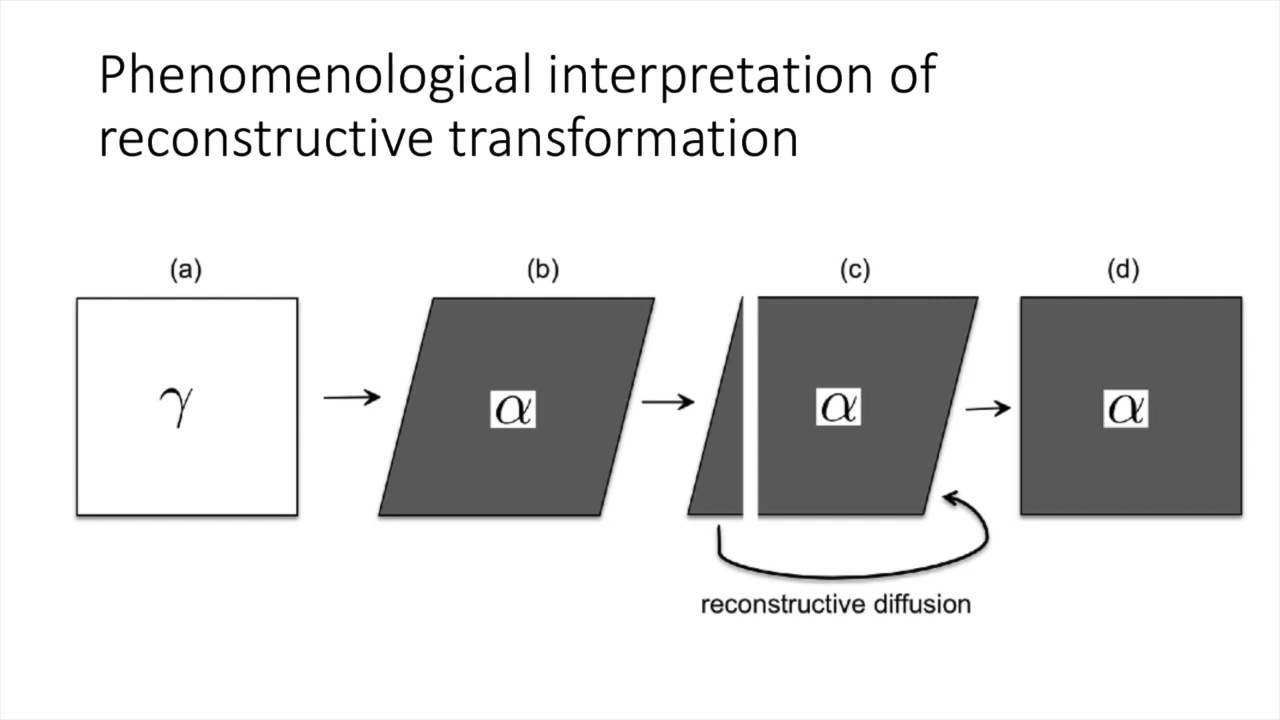 Phenomenological interpretation of
reconstructive transformation
(a)
(b)
(c)
(d)
γ
α
α
α
reconstructive diffusion